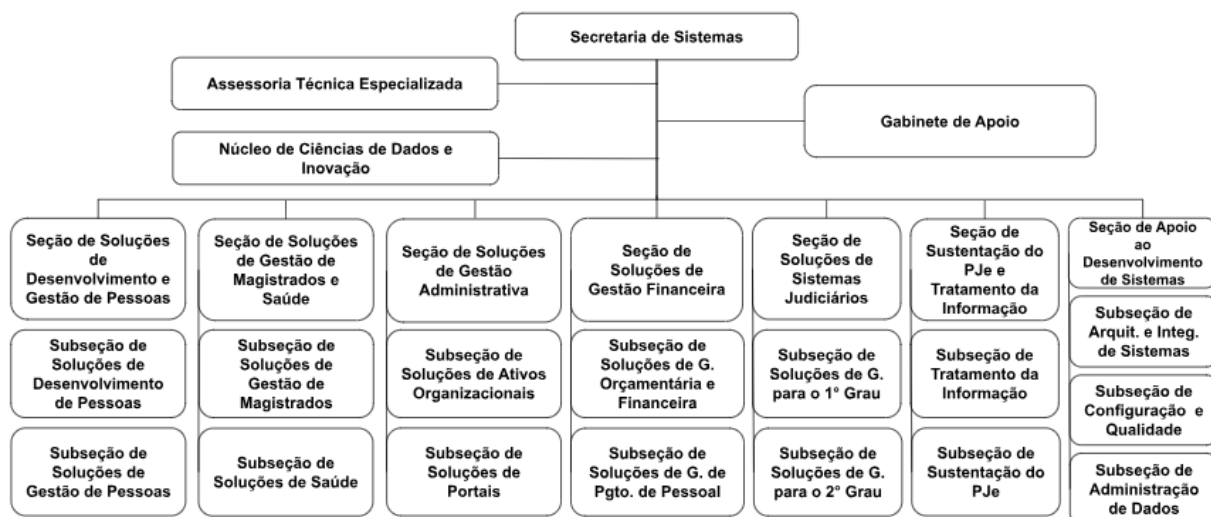 Secretaria de Sistemas
Assessoria Técnica Especializada
Gabinete de Apoio
Núcleo de Ciências de Dados e
Inovação
Seção de Soluções
de
Desenvolvimento e
Gestão de Pessoas
Seção de Soluções
de Gestão de
Magistrados e
Saúde
Seção de Soluções
de Gestão
Administrativa
Seção de
Soluções de
Gestão Financeira
Seção de
Soluções de
Sistemas
Judiciários
Seção de
Sustentação do
PJe e
Tratamento da
Informação
Seção de Apoio
ao
Desenvolvimento
de Sistemas
Subseção de
Soluções de
Desenvolvimento
de Pessoas
Subseção de
Soluções de
Gestão de
Magistrados
Subseção de
Soluções de Ativos
Organizacionais
Subseção de
Soluções de G.
Orçamentária e
Financeira
Subseção de
Soluções de G.
para o 1° Grau
Subseção de
Tratamento da
Informação
Subseção de
Arquit. e Integ.
de Sistemas
Subseção de
Configuração e
Qualidade
Subseção de
Soluções de
Gestão de Pessoas
Subseção de
Soluções de Saúde
Subseção de
Soluções de
Portais
Subseção de
Soluções de G. de
Pgto. de Pessoal
Subseção de
Soluções de G.
para o 2° Grau
Subseção de
Sustentação do
PJe
Subseção de
Administração
de Dados